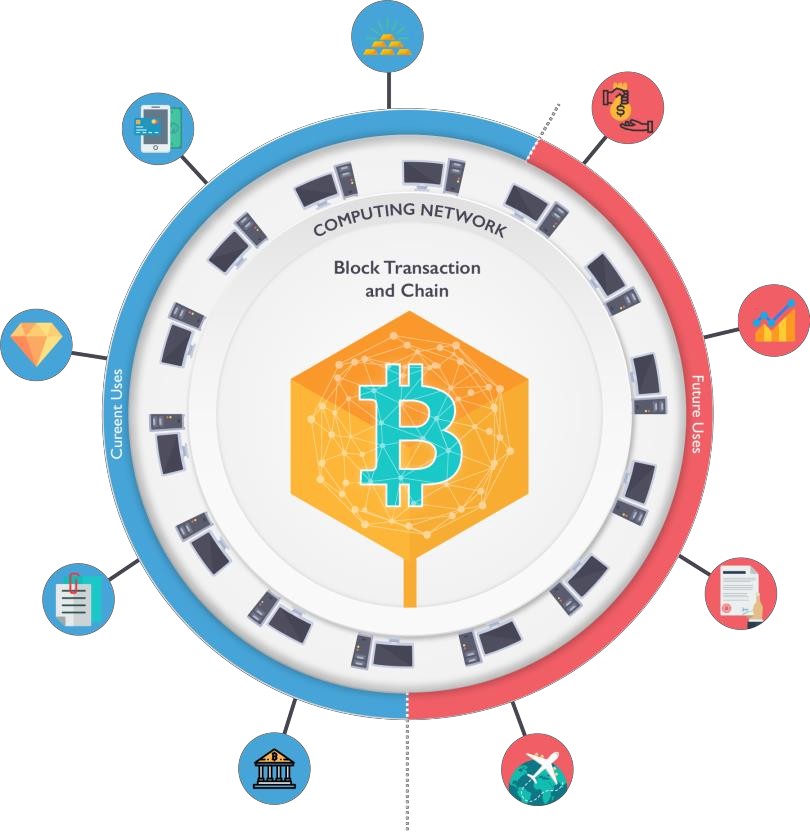 COMPUTING NETWORK
Block Transaction
and Chain
Cureent Uses
Future Uses